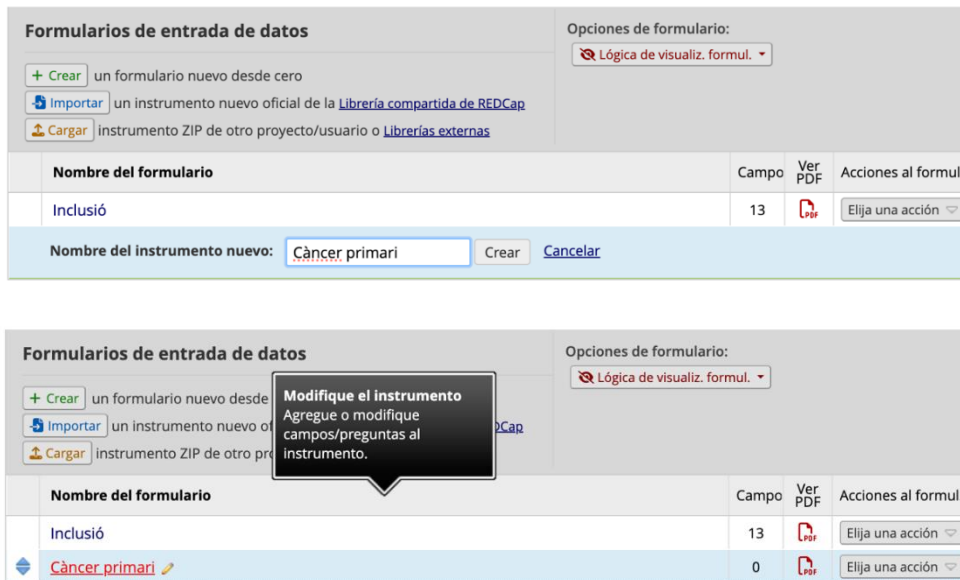 Formularios de entrada de datos
Opciones de formulario:
Lógica de visualiz. formul.
+ Crear un formulario nuevo desde cero
Importar un instrumento nuevo oficial de la Librería compartida de REDCap
Cargar instrumento ZIP de otro proyecto/usuario o Librerías externas
Nombre del formulario Campo Ver PDF Acciones al formul
Inclusió 13 Elija una acción
Nombre del instrumento nuevo: Càncer primari Crear Cancelar
Formularios de entrada de datos
Opciones de formulario:
Lógica de visualiz. formul.
+ Crear un formulario nuevo desde
Importar un instrumento nuevo of
DCap
Cargar instrumento ZIP de otro pro
Modifique el instrumento
Agregue o modifique
campos/preguntas al
instrumento.
Nombre del formulario Campo Ver PDF Acciones al formul
Inclusió 13 Elija una acción
Càncer primari 0 Elija una acción